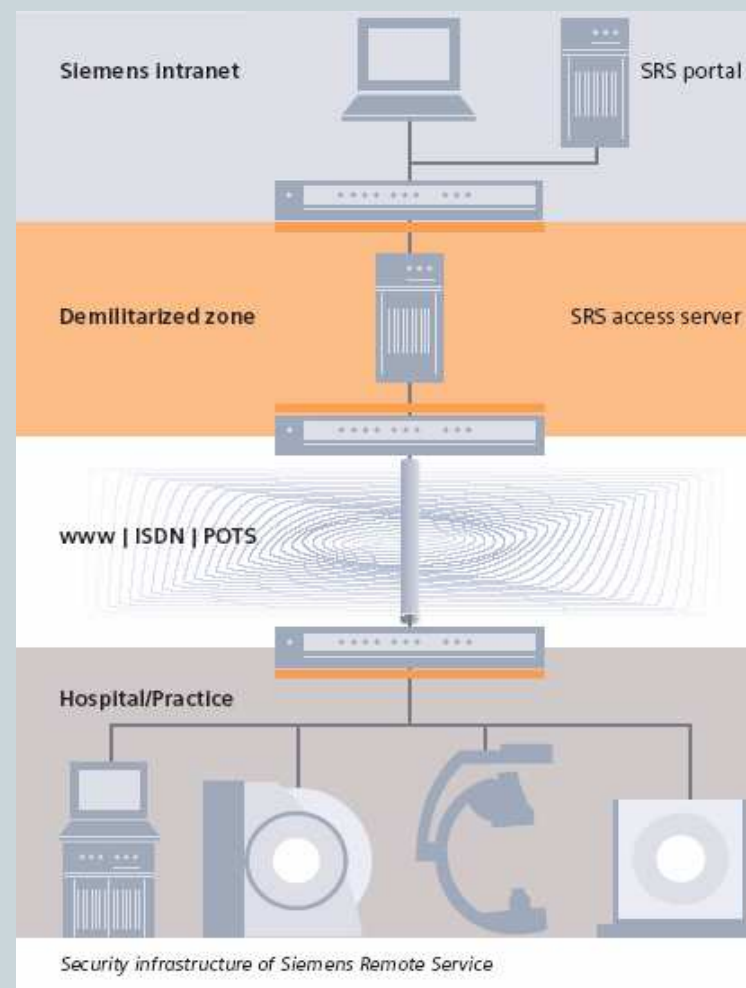 Siemens intranet
SRS portal
Demilitarized zone
SRS access server
www | ISDN | POTS
Hospital/Practice
Security infrastructure of Siemens Remote Service